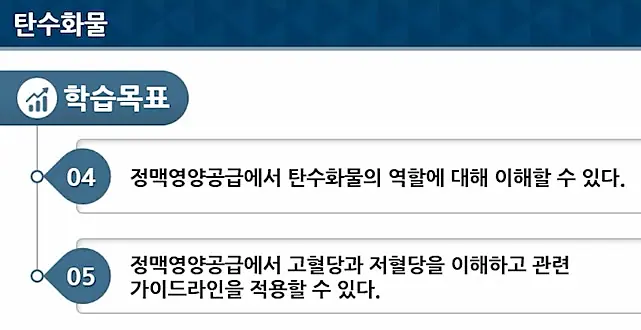 탄수화물
학습목표
04 정맥영양공급에서 탄수화물의 역할에 대해 이해할 수 있다.
05 정맥영양공급에서 고혈당과 저혈당을 이해하고 관련
가이드라인을 적용할 수 있다.